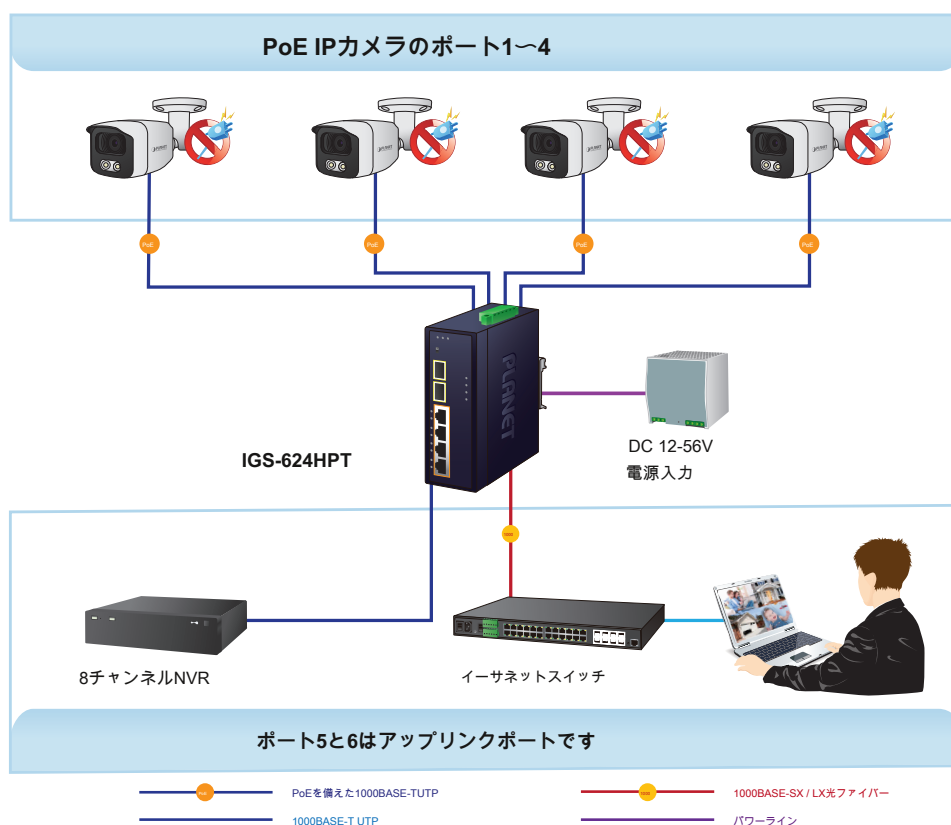 PoE IPカメラのポート1〜4
PoE
PoE
PoE
PoE
PLANET
IGS-624HPT
DC 12-56V
電源入力
8チャンネルNVR
イーサネットスイッチ
ポート5と6はアップリンクポートです
PoE
PoEを備えた1000BASE-TUTP
1000BASE-SX / LX光ファイバー
1000BASE-T UTP
パワーライン